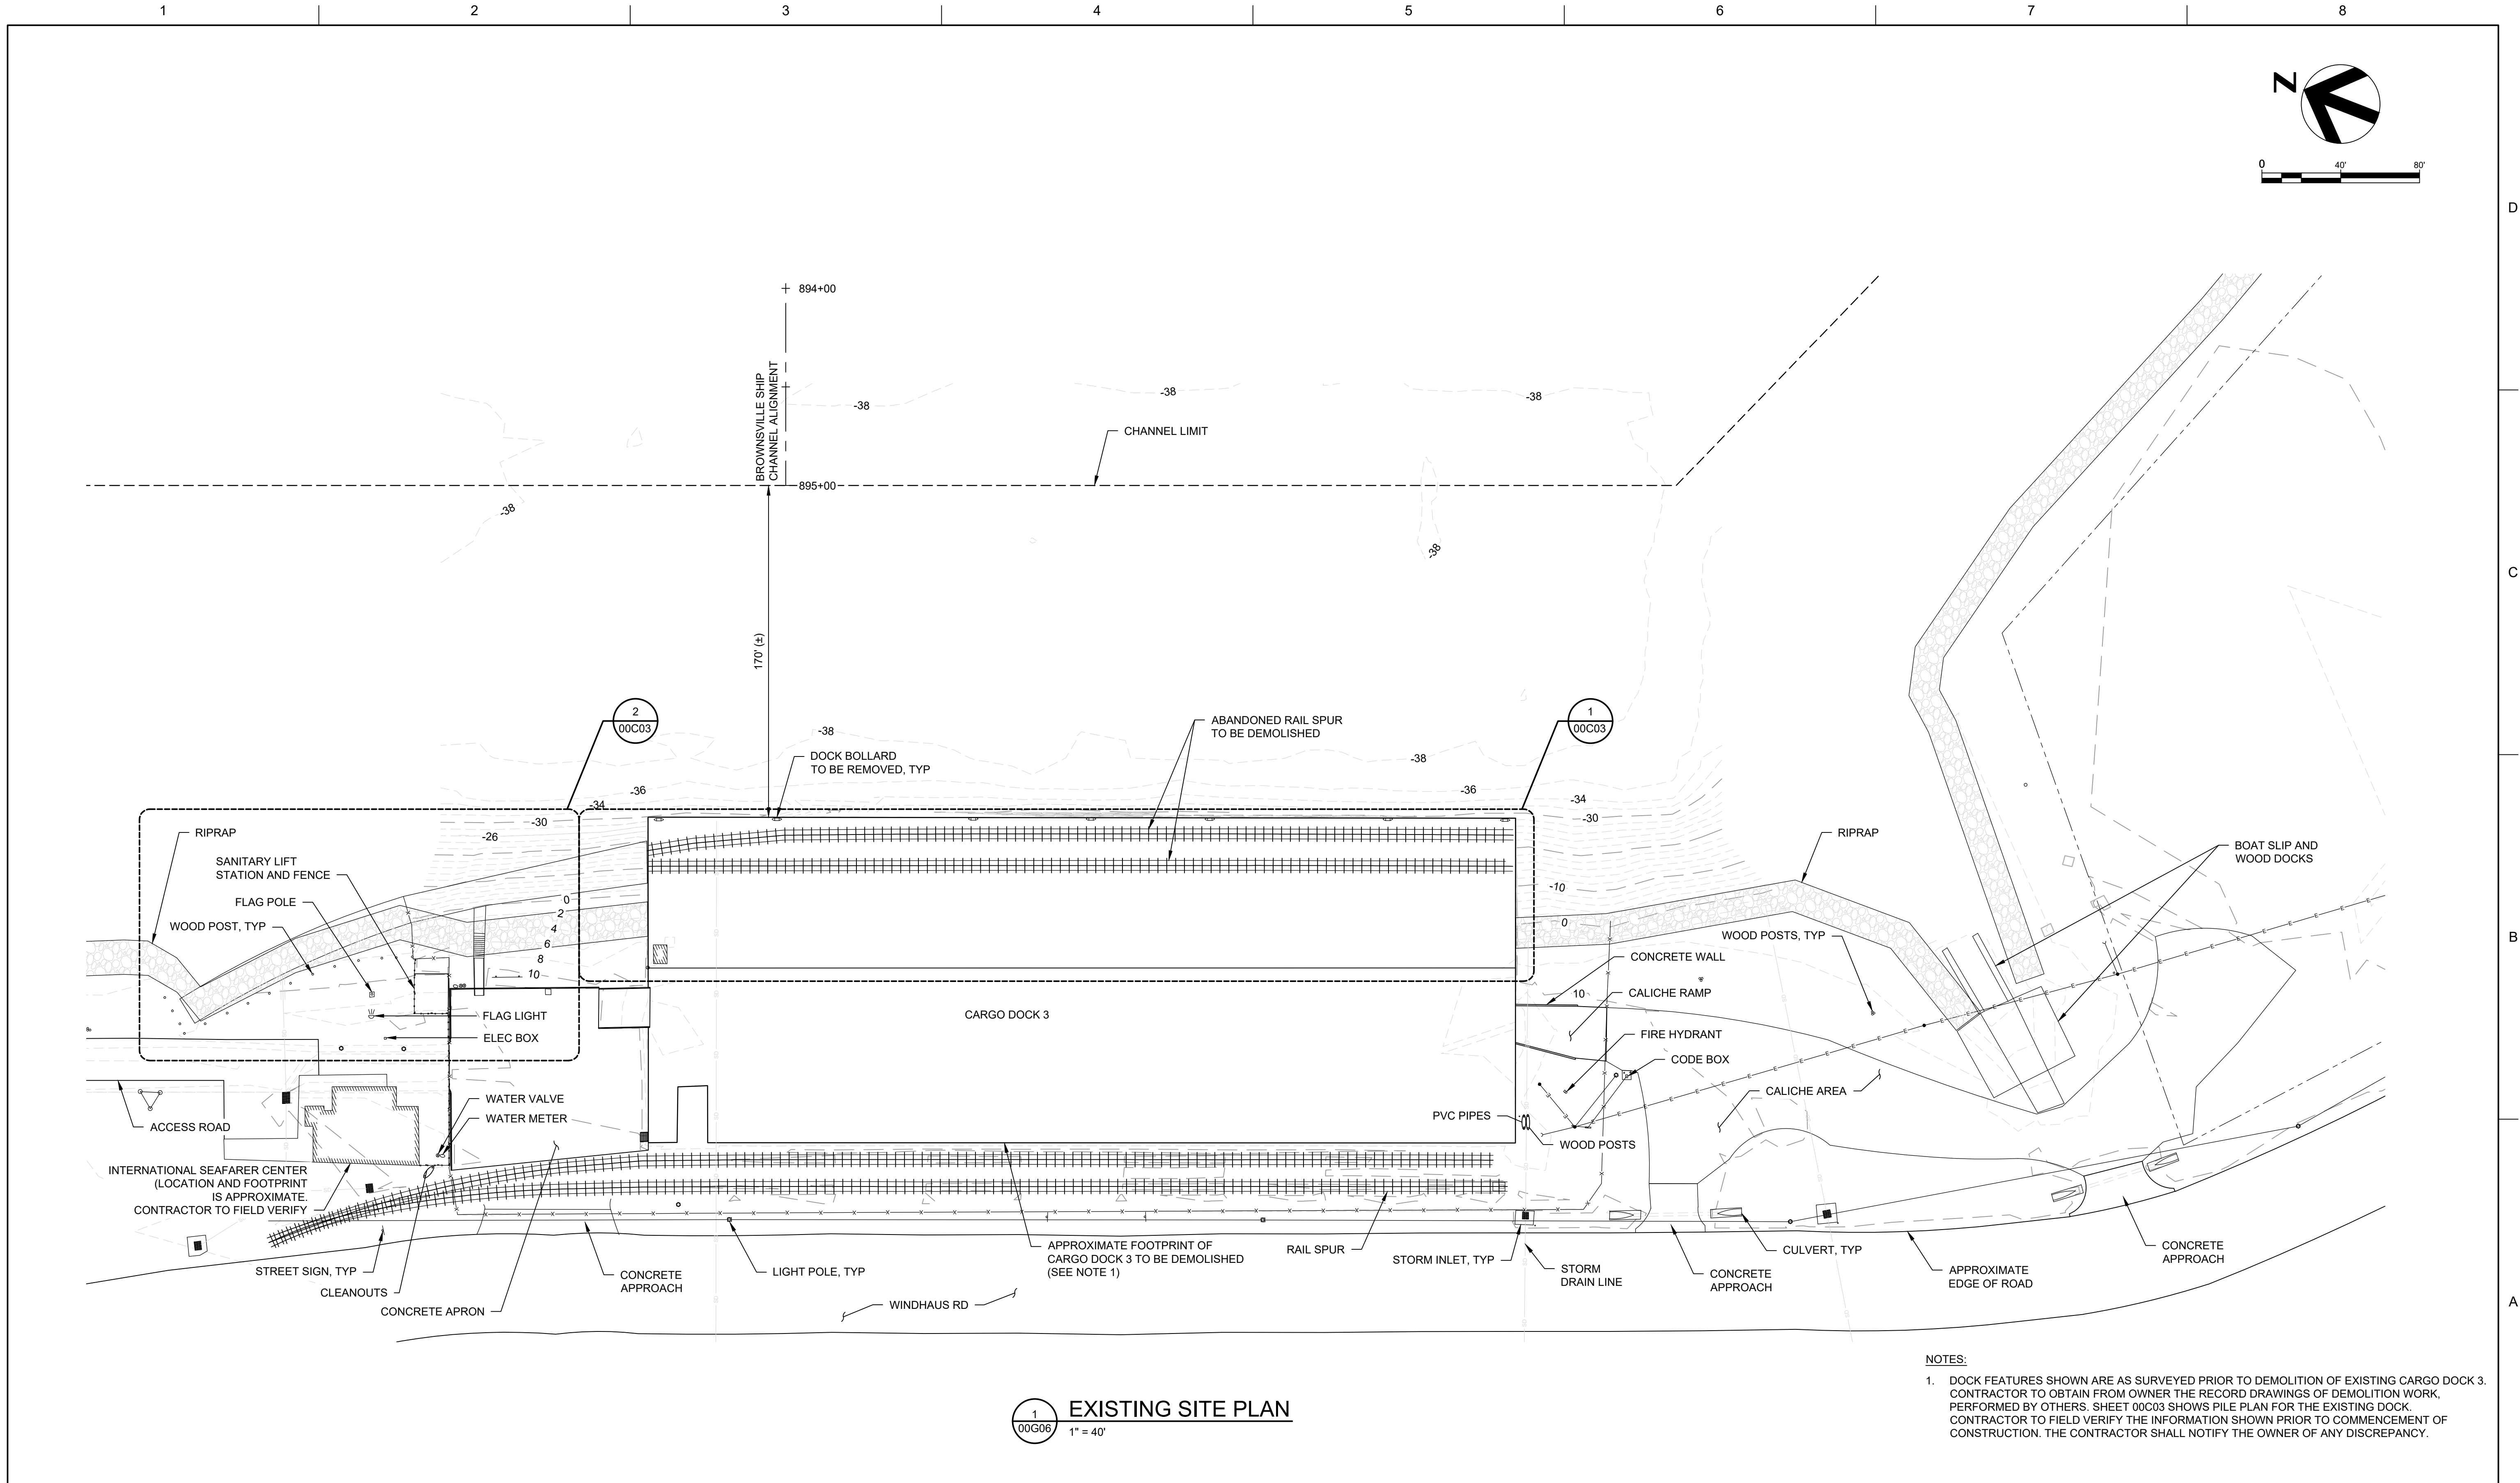 1 2 3 4 5 6 7 8
N
0 40' 80'
D
C
B
A
894+00
BROWNSVILLE SHIP
CHANNEL ALIGNMENT
-38
-38
-38
CHANNEL LIMIT
895+00
-38
-38
170' (±)
2
00C03
1
00C03
ABANDONED RAIL SPUR
TO BE DEMOLISHED
-38
-38
DOCK BOLLARD
TO BE REMOVED, TYP
-36
-36
-34
-34
-30
-30
-26
RIPRAP
RIPRAP
SANITARY LIFT
STATION AND FENCE
BOAT SLIP AND
WOOD DOCKS
-10
FLAG POLE
WOOD POST, TYP
0
2
4
6
8
10
0
WOOD POSTS, TYP
CONCRETE WALL
10
CALICHE RAMP
FLAG LIGHT
CARGO DOCK 3
ELEC BOX
FIRE HYDRANT
CODE BOX
CALICHE AREA
WATER VALVE
WATER METER
PVC PIPES
WOOD POSTS
ACCESS ROAD
INTERNATIONAL SEAFARER CENTER
(LOCATION AND FOOTPRINT
IS APPROXIMATE.
CONTRACTOR TO FIELD VERIFY
STREET SIGN, TYP
CLEANOUTS
CONCRETE APRON
CONCRETE
APPROACH
LIGHT POLE, TYP
WINDHAUS RD
APPROXIMATE FOOTPRINT OF
CARGO DOCK 3 TO BE DEMOLISHED
(SEE NOTE 1)
RAIL SPUR
STORM INLET, TYP
STORM
DRAIN LINE
CONCRETE
APPROACH
CULVERT, TYP
APPROXIMATE
EDGE OF ROAD
CONCRETE
APPROACH
1
00G06
EXISTING SITE PLAN
1" = 40'
NOTES:
1. DOCK FEATURES SHOWN ARE AS SURVEYED PRIOR TO DEMOLITION OF EXISTING CARGO DOCK 3.
CONTRACTOR TO OBTAIN FROM OWNER THE RECORD DRAWINGS OF DEMOLITION WORK,
PERFORMED BY OTHERS. SHEET 00C03 SHOWS PILE PLAN FOR THE EXISTING DOCK.
CONTRACTOR TO FIELD VERIFY THE INFORMATION SHOWN PRIOR TO COMMENCEMENT OF
CONSTRUCTION. THE CONTRACTOR SHALL NOTIFY THE OWNER OF ANY DISCREPANCY.